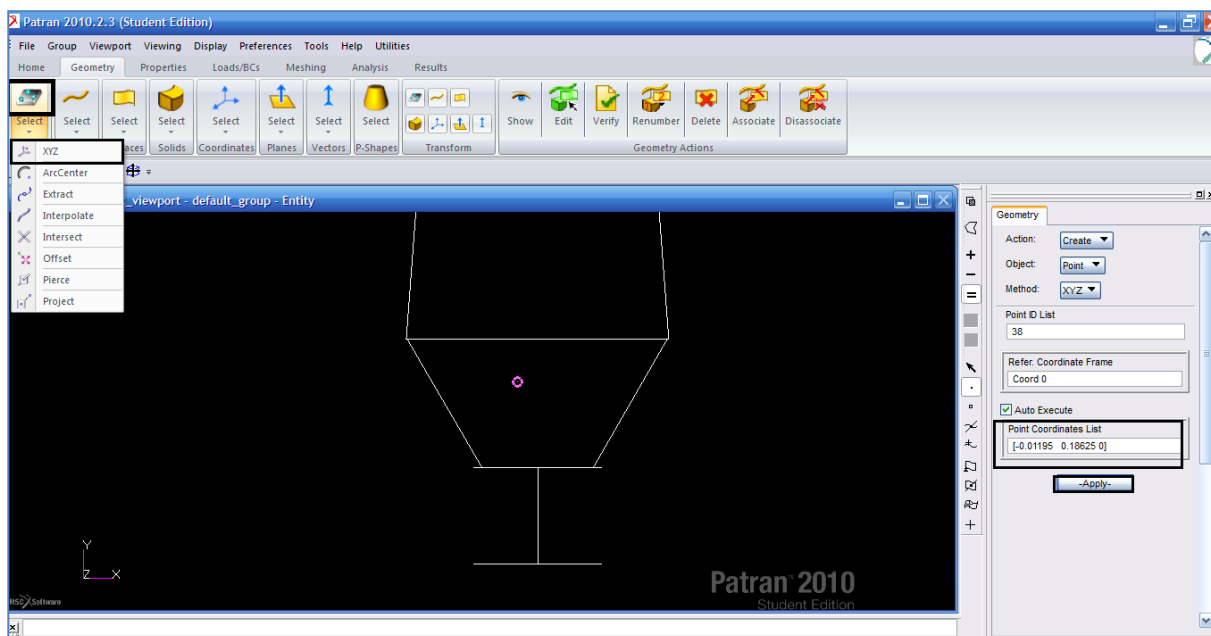 Patran 2010.2.3 (Student Edition)
File Group Viewport Viewing Display Preferences Tools Help Utilities
Home Geometry Properties Loads/BCs Meshing Analysis Results
Select Select Select Select Select Select Select Select Show Edit Verify Renumber Delete Associate Disassociate
aces Solids Coordinates Planes Vectors P-Shapes Transform Geometry Actions
XYZ
ArcCenter
Extract
Interpolate
Intersect
Offset
Pierce
Project
_viewport - default_group - Entity
Y
Z X
MSC Software
Patran 2010
Student Edition
Geometry
Action: Create
Object: Point
Method: XYZ
Point ID List
38
Refer. Coordinate Frame
Coord 0
Auto Execute
Point Coordinates List
[-0.01195 0.18625 0]
-Apply-